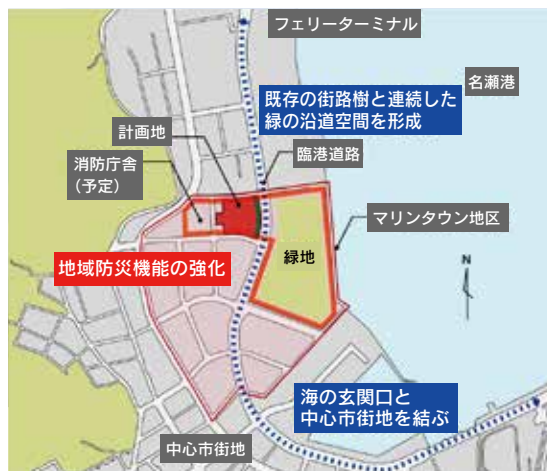 フェリーターミナル
名瀬港
既存の街路樹と連続した
緑の沿道空間を形成
計画地
臨港道路
消防庁舎
(予定)
マリンタウン地区
緑地
地域防災機能の強化
N
海の玄関口と
中心市街地を結ぶ
中心市街地